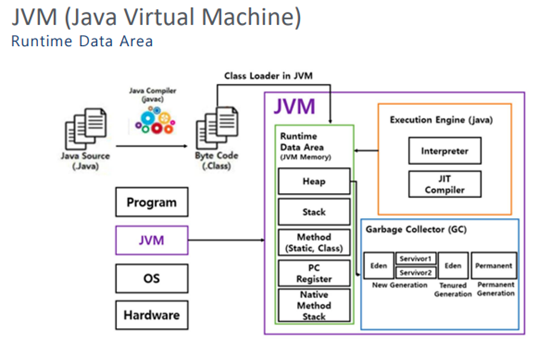 JVM (Java Virtual Machine)
Runtime Data Area
Class Loader in JVM
Java Compiler
(javac)
Java Source
(.Java)
Byte Code
(.Class)
Program
JVM
OS
Hardware
JVM
Runtime
Data Area
(JVM Memory)
Heap
Stack
Method
(Static, Class)
PC
Register
Native
Method
Stack
Execution Engine (java)
Interpreter
JIT
Compiler
Garbage Collector (GC)
Eden
Servivor1
Servivor2
Eden
Permanent
New Generation
Tenured
Generation
Permanent
Generation